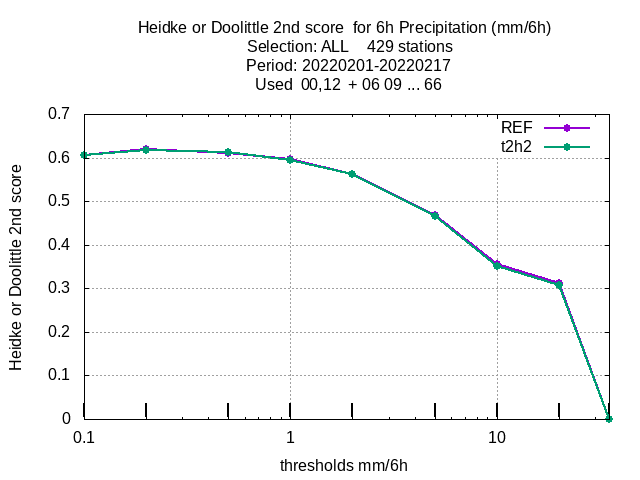 Heidke or Doolittle 2nd score  for 6h Precipitation (mm/6h)
Selection: ALL    429 stations
Period: 20220201-20220217
Used  00,12  + 06 09 ... 66
REF
t2h2
Heidke or Doolittle 2nd score
0.7
0.6
0.5
0.4
0.3
0.2
0.1
0
0.1 1 10
thresholds mm/6h